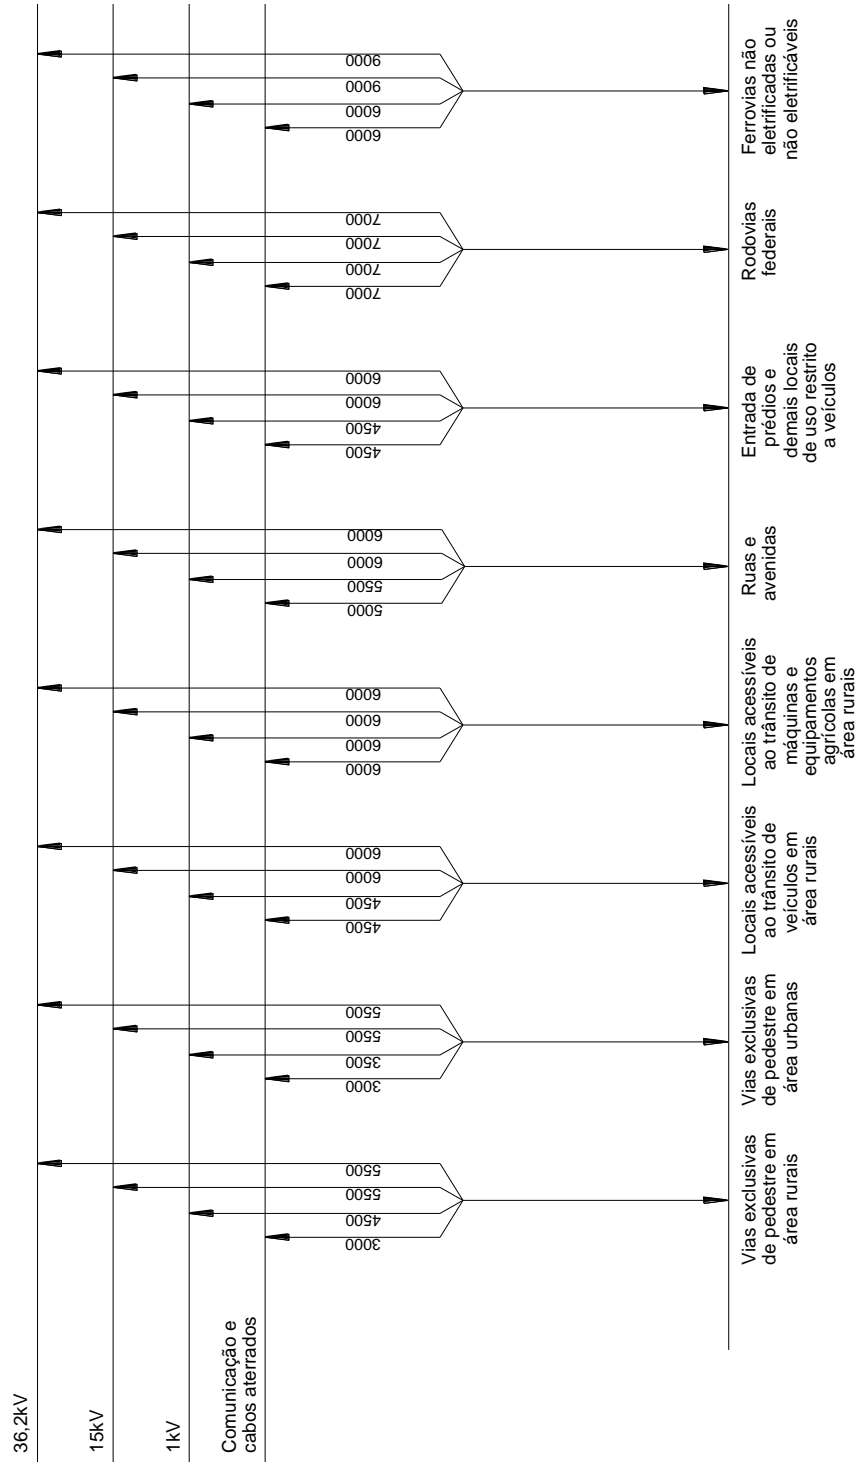 36,2kV
15kV
1kV
Comunicação e
cabos aterrados
5500
5500
4500
3000
Vias exclusivas
de pedestre em
área rurais
5500
5500
3500
3000
Vias exclusivas
de pedestre em
área urbanas
6000
6000
4500
4500
Locais acessíveis
ao trânsito de
veículos em
área rurais
6000
6000
6000
6000
Locais acessíveis
ao trânsito de
máquinas e
equipamentos
agrícolas em
área rurais
6000
6000
5500
5000
Ruas e
avenidas
6000
6000
4500
4500
Entrada de
prédios e
demais locais
de uso restrito
a veículos
7000
7000
7000
7000
Rodovias
federais
9000
9000
6000
6000
Ferrovias não
eletrificadas ou
não eletrificáveis